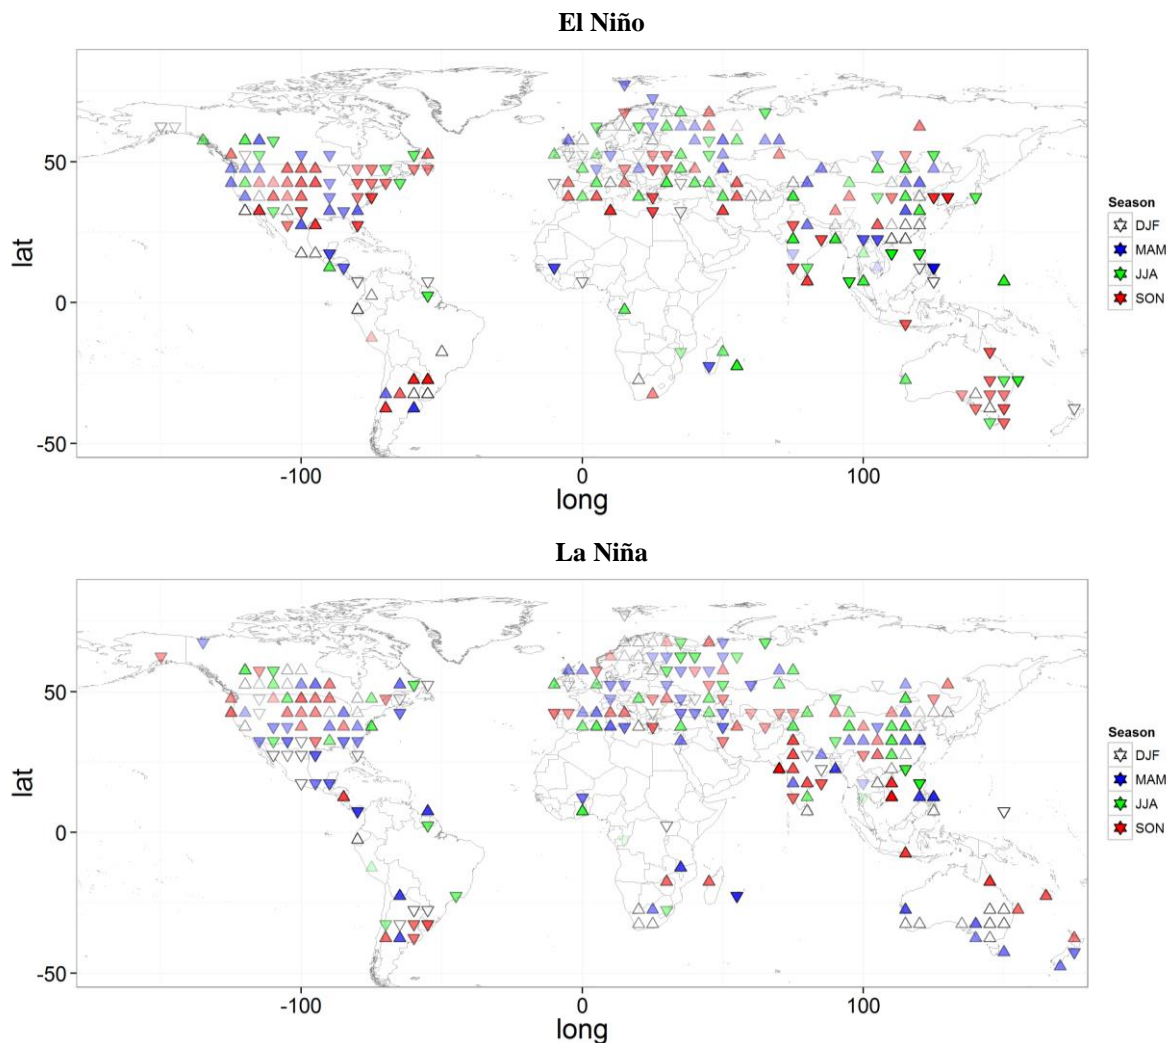 El Niño
50
0
-50
lat
-100
0
100
long
Season
DJF
MAM
JJA
SON
La Niña
50
0
-50
lat
-100
0
100
long
Season
DJF
MAM
JJA
SON